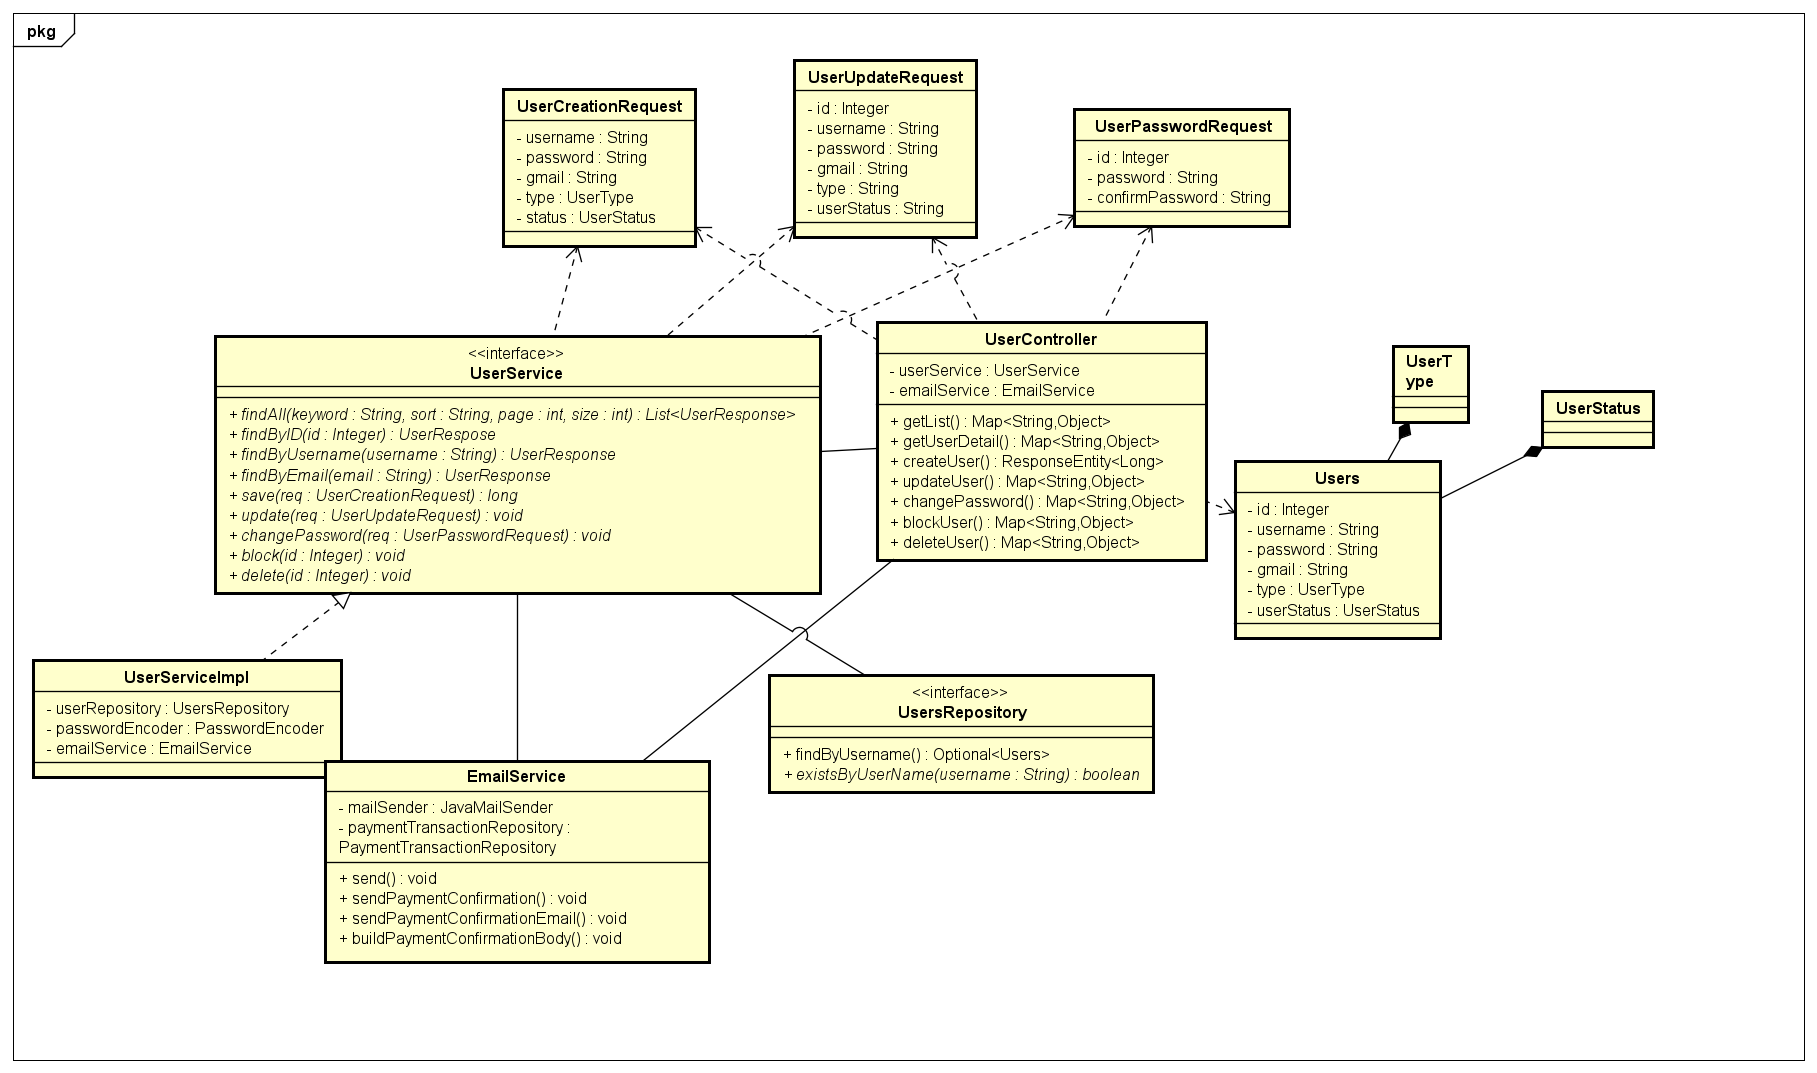 pkg
UserCreationRequest
- username : String
- password : String
- gmail : String
- type : UserType
- status : UserStatus
UserUpdateRequest
- id : Integer
- username : String
- password : String
- gmail : String
- type : String
- userStatus : String
UserPasswordRequest
- id : Integer
- password : String
- confirmPassword : String
<<interface>>
UserService
+ findAll(keyword : String, sort : String, page : int, size : int) : List<UserResponse>
+ findByID(id : Integer) : UserRespose
+ findByUsername(username : String) : UserResponse
+ findByEmail(email : String) : UserResponse
+ save(req : UserCreationRequest) : long
+ update(req : UserUpdateRequest) : void
+ changePassword(req : UserPasswordRequest) : void
+ block(id : Integer) : void
+ delete(id : Integer) : void
UserController
- userService : UserService
- emailService : EmailService
+ getList() : Map<String,Object>
+ getUserDetail() : Map<String,Object>
+ createUser() : ResponseEntity<Long>
+ updateUser() : Map<String,Object>
+ changePassword() : Map<String,Object>
+ blockUser() : Map<String,Object>
+ deleteUser() : Map<String,Object>
UserT
ype
UserStatus
Users
- id : Integer
- username : String
- password : String
- gmail : String
- type : UserType
- userStatus : UserStatus
UserServiceImpl
- userRepository : UsersRepository
- passwordEncoder : PasswordEncoder
- emailService : EmailService
<<interface>>
UsersRepository
+ findByUsername() : Optional<Users>
+ existsByUserName(username : String) : boolean
EmailService
- mailSender : JavaMailSender
- paymentTransactionRepository :
PaymentTransactionRepository
+ send() : void
+ sendPaymentConfirmation() : void
+ sendPaymentConfirmationEmail() : void
+ buildPaymentConfirmationBody() : void